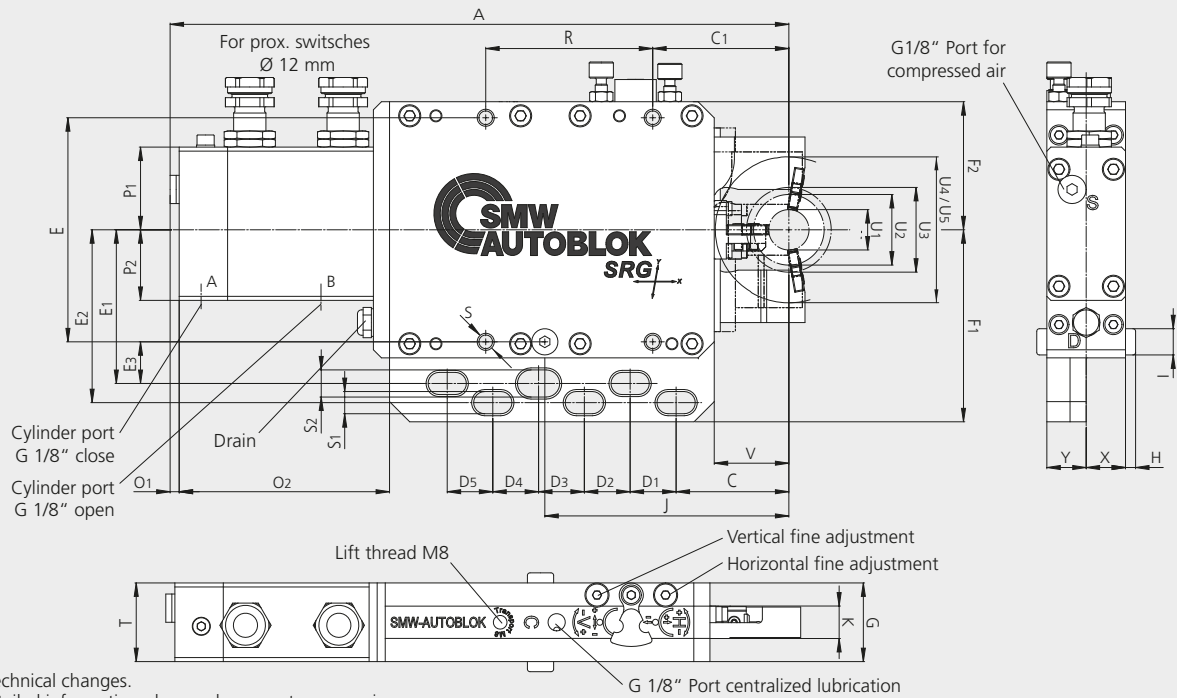 A
For prox. switches
Ø 12 mm
R
C1
G1/8“ Port for
compressed air
E
P1
P2
A
B
E2
E1
E3
SMW
AUTOBLOK
SRG
Y
x
S
S2
S1
U1
U2
U3
U4 / U5
F2
F1
S
D
I
Y
X
H
Cylinder port
G 1/8“ close
Drain
Cylinder port
G 1/8“ open
O1
O2
D5
D4
D3
D2
D1
C
V
J
Lift thread M8
Vertical fine adjustment
Horizontal fine adjustment
T
SMW-AUTOBLOK
Transport
M8
C
V
H
K
G
G 1/8“ Port centralized lubrication
echnical changes.